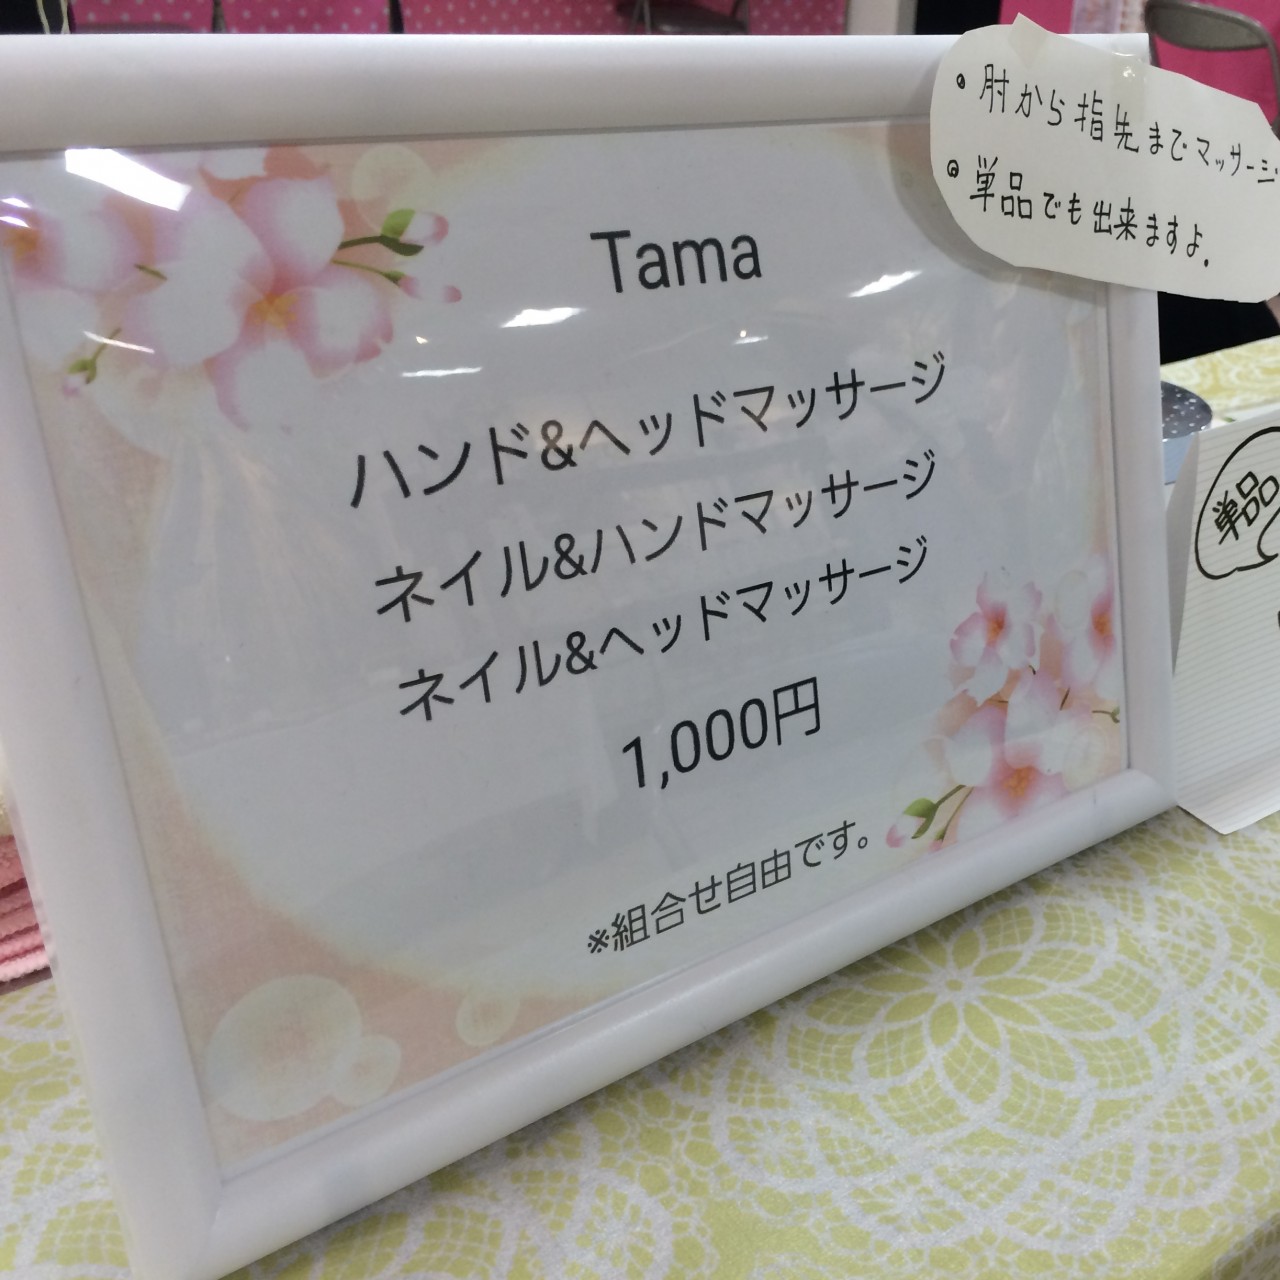 ・肘から指先までマッサージ
・単品でも出来ますよ.
Tama
ハンド&ヘッドマッサージ
ネイル&ハンドマッサージ
ネイル&ヘッドマッサージ
1,000円
※組合せ自由です。
単品